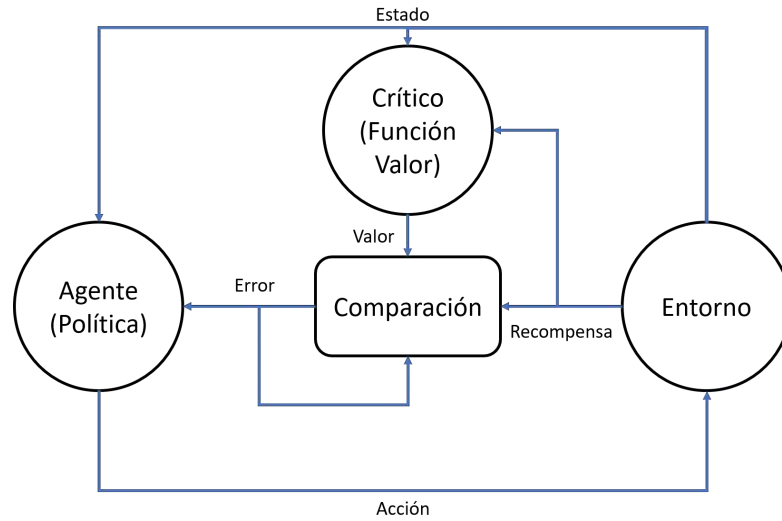 Estado
Crítico
(Función
Valor)
Valor
Agente
(Política)
Error
Comparación
Recompensa
Entorno
Acción